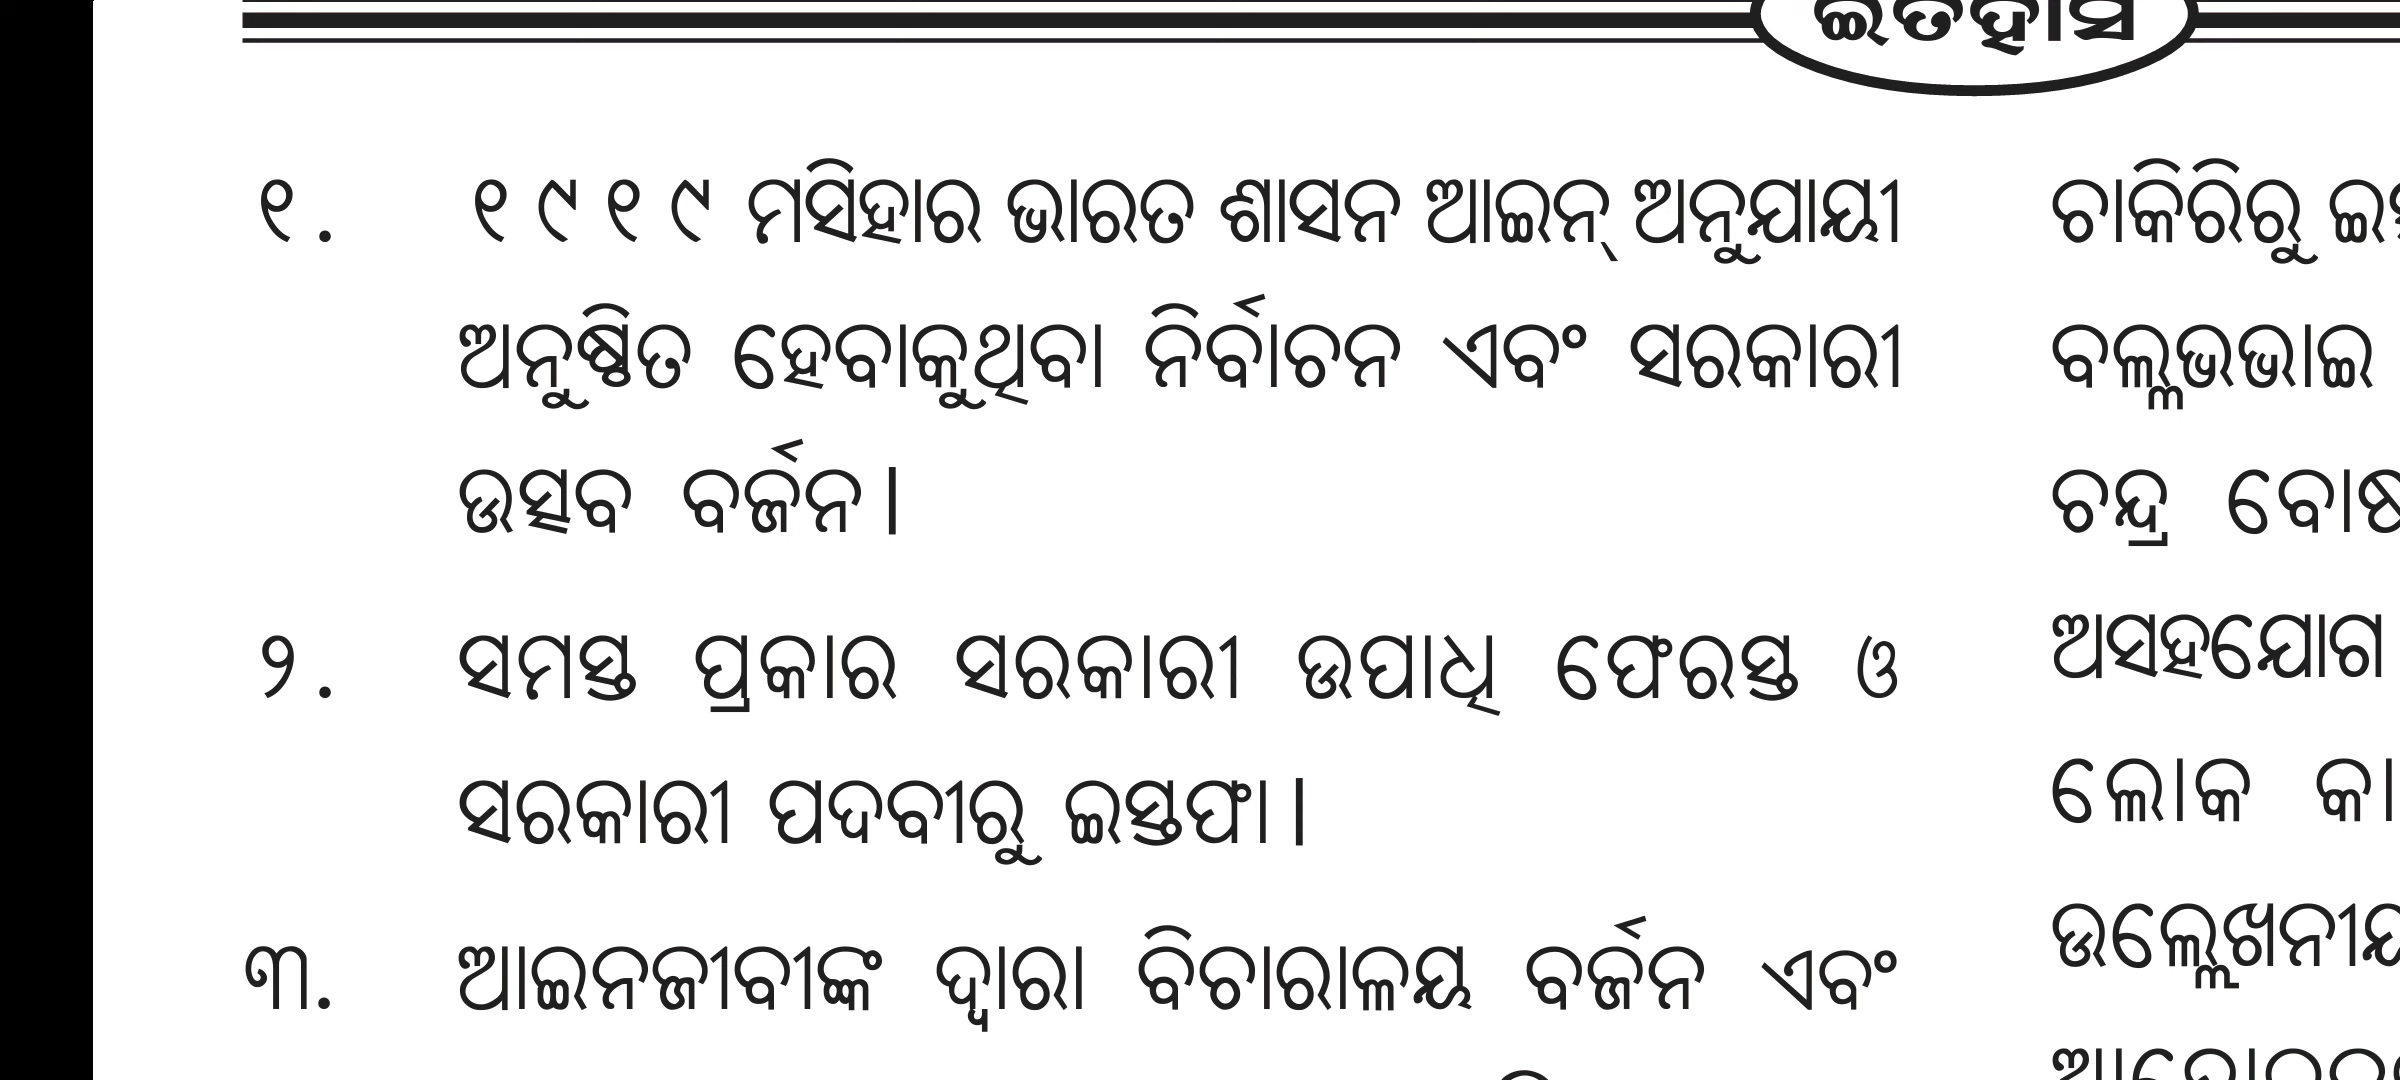 ଇତିହାସ
୧. ୧୯୧୯ ମସିହାର ଭାରତ ଶାସନ ଆଇନ୍ ଅନୁଯାୟୀ
ଅନୁଷ୍ଠିତ ହେବାକୁଥିବା ନିର୍ବାଚନ ଏବଂ ସରକାରୀ
ଉତ୍ସବ ବର୍ଜନ।
୨. ସମସ୍ତ ପ୍ରକାର ସରକାରୀ ଉପାଧି ଫେରସ୍ତ ଓ
ସରକାରୀ ପଦବୀରୁ ଇସ୍ତଫା।
୩. ଆଇନଜୀବୀଙ୍କ ଦ୍ୱାରା ବିଚାରାଳୟ ବର୍ଜନ ଏବଂ
ଚାକିରିରୁ
ବଲ୍ଲଭଭାଇ
ଚନ୍ଦ୍ର
ଅସହଯୋଗ
ଲୋକ